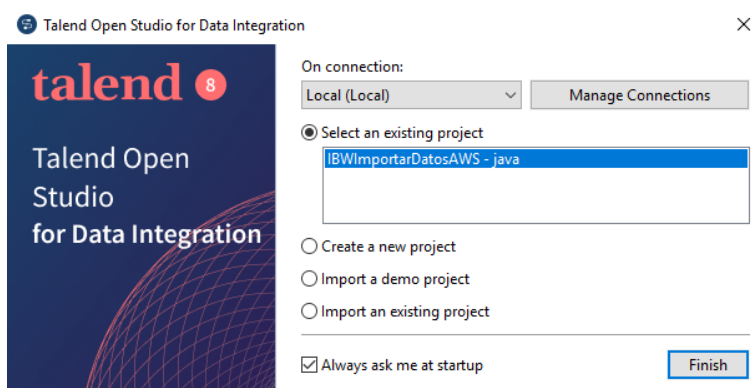 Talend Open Studio for Data Integration
talend 8
Talend Open
Studio
for Data Integration
On connection:
Local (Local)
Manage Connections
Select an existing project
IBWImportarDatosAWS - java
Create a new project
Import a demo project
Import an existing project
Always ask me at startup
Finish